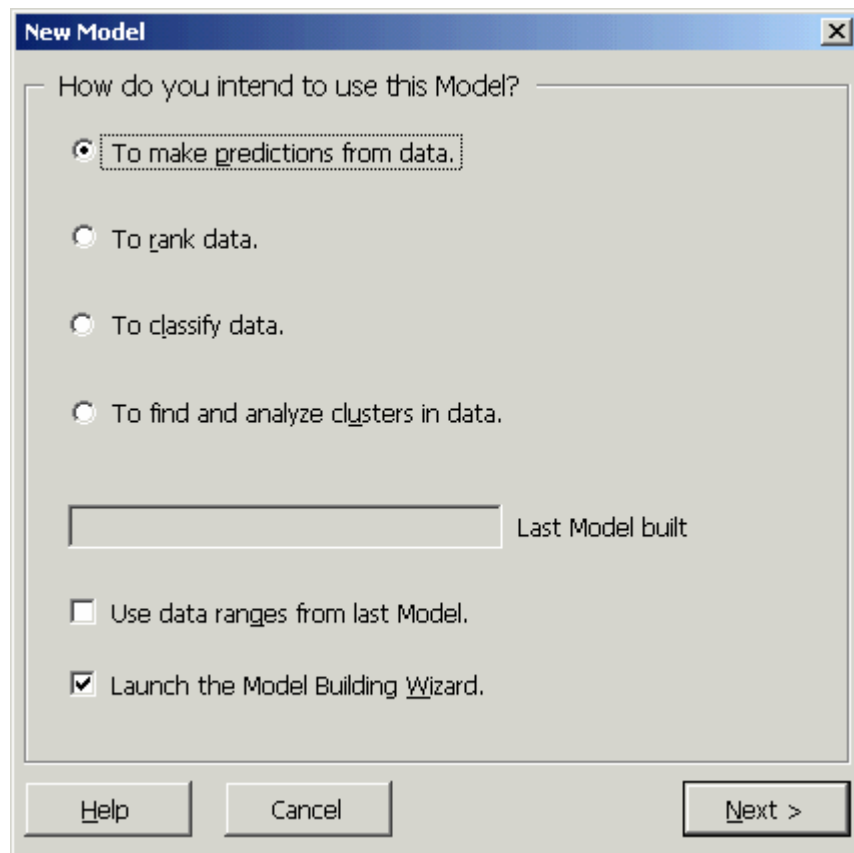 New Model
How do you intend to use this Model?
To make predictions from data.
To rank data.
To classify data.
To find and analyze clusters in data.
Last Model built
Use data ranges from last Model.
Launch the Model Building Wizard.
Help
Cancel
Next >